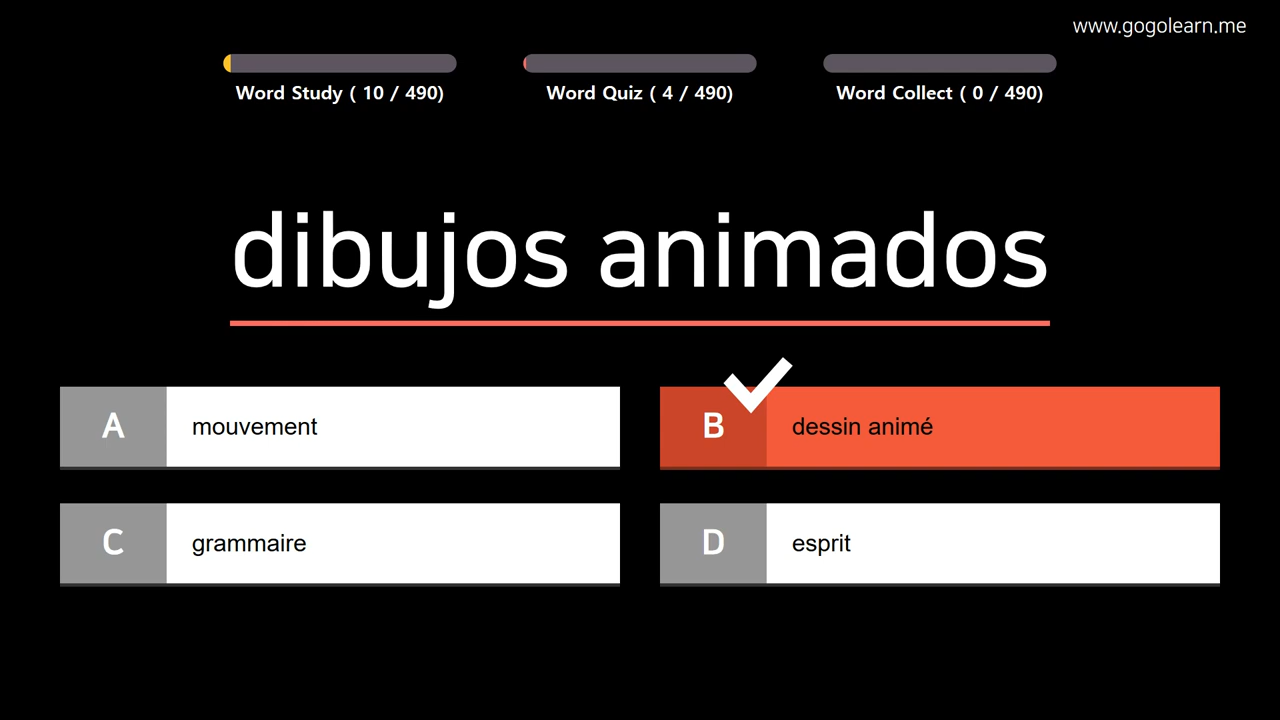 www.gogolearn.me
Word Study ( 10 / 490)
Word Quiz ( 4 / 490)
Word Collect ( 0 / 490)
dibujos animados
A mouvement
B dessin animé
C grammaire
D esprit